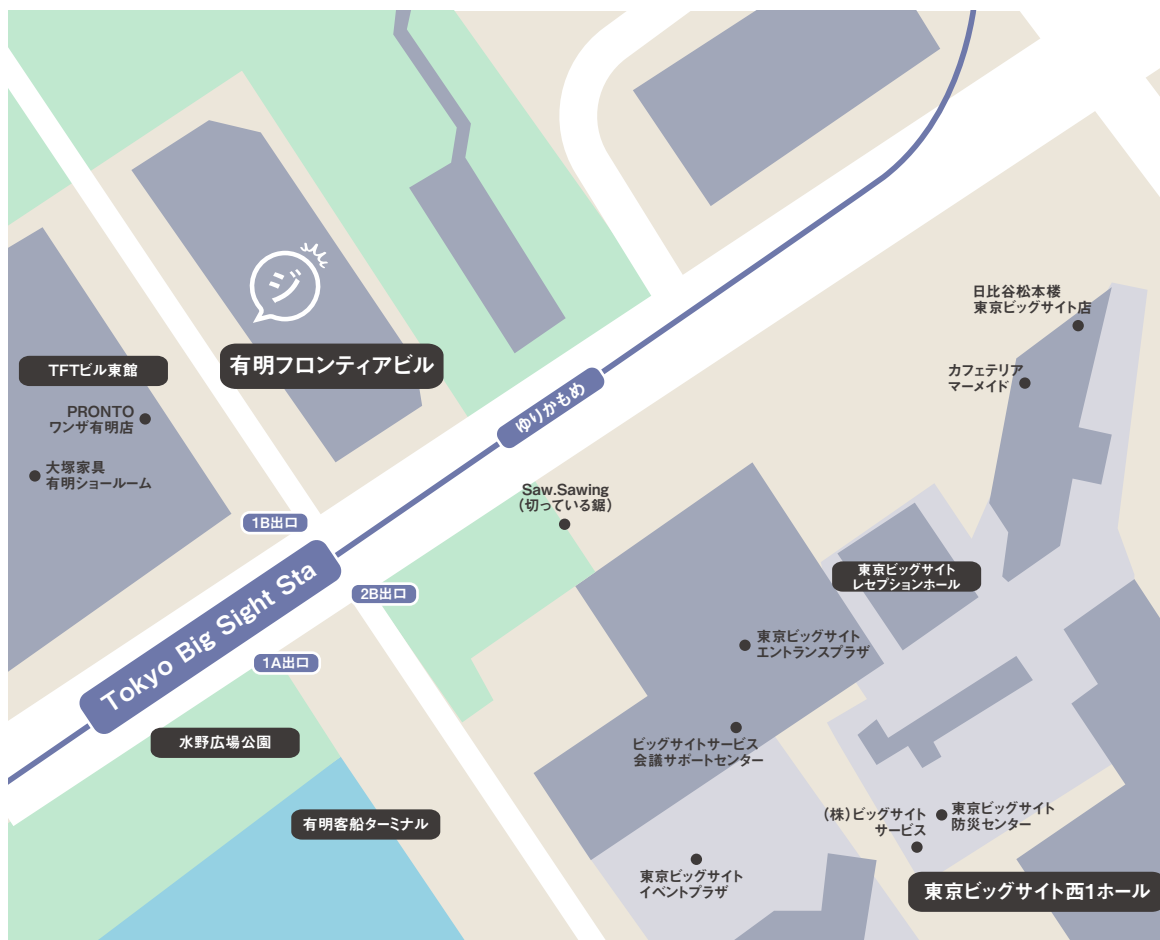 日比谷松本楼
東京ビッグサイト店
ジ
有明フロンティアビル
TFTビル東館
カフェテリア
マーメイド
ゆりかもめ
PRONTO
ワンザ有明店
大塚家具
有明ショールーム
Saw.Sawing
(切っている鋸)
1B出口
Tokyo Big Sight Sta
2B出口
1A出口
東京ビッグサイト
レセプションホール
東京ビッグサイト
エントランスプラザ
水野広場公園
ビッグサイトサービス
会議サポートセンター
有明客船ターミナル
(株)ビッグサイト
サービス
東京ビッグサイト
防災センター
東京ビッグサイト
イベントプラザ
東京ビッグサイト西1ホール